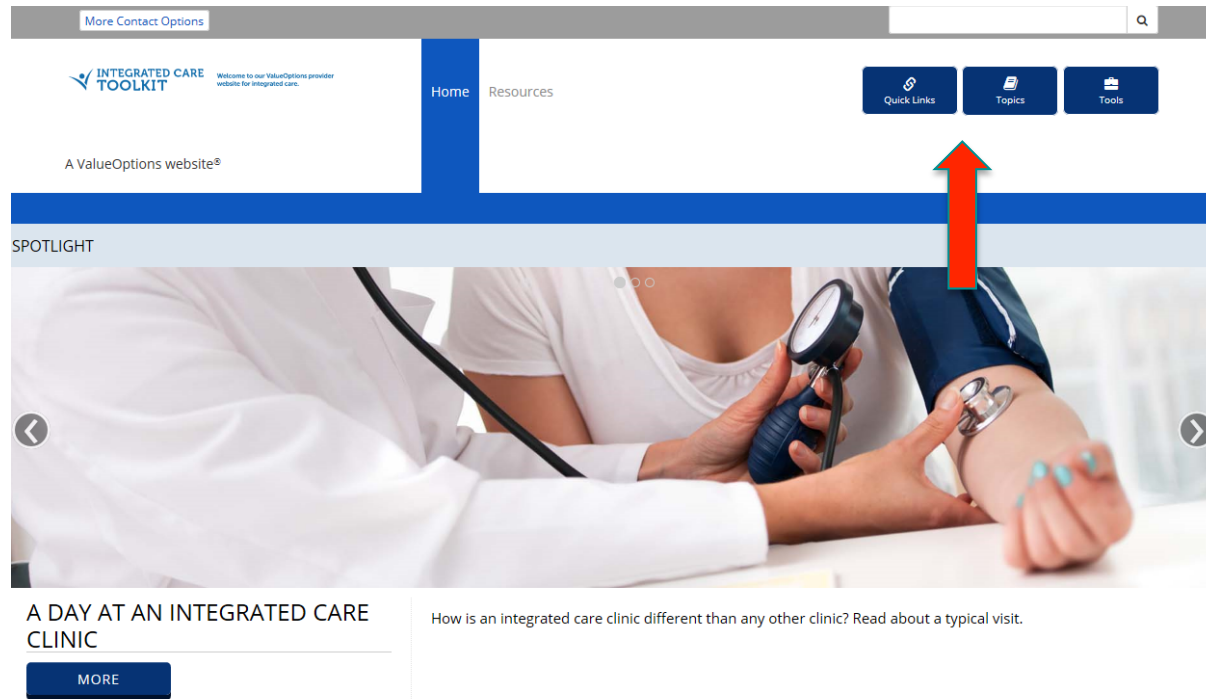 More Contact Options
INTEGRATED CARE
TOOLKIT
Welcome to our ValueOptions provider
website for integrated care.
Home
Resources
Quick Links
Topics
Tools
A ValueOptions website®
SPOTLIGHT
A DAY AT AN INTEGRATED CARE
CLINIC
How is an integrated care clinic different than any other clinic? Read about a typical visit.
MORE